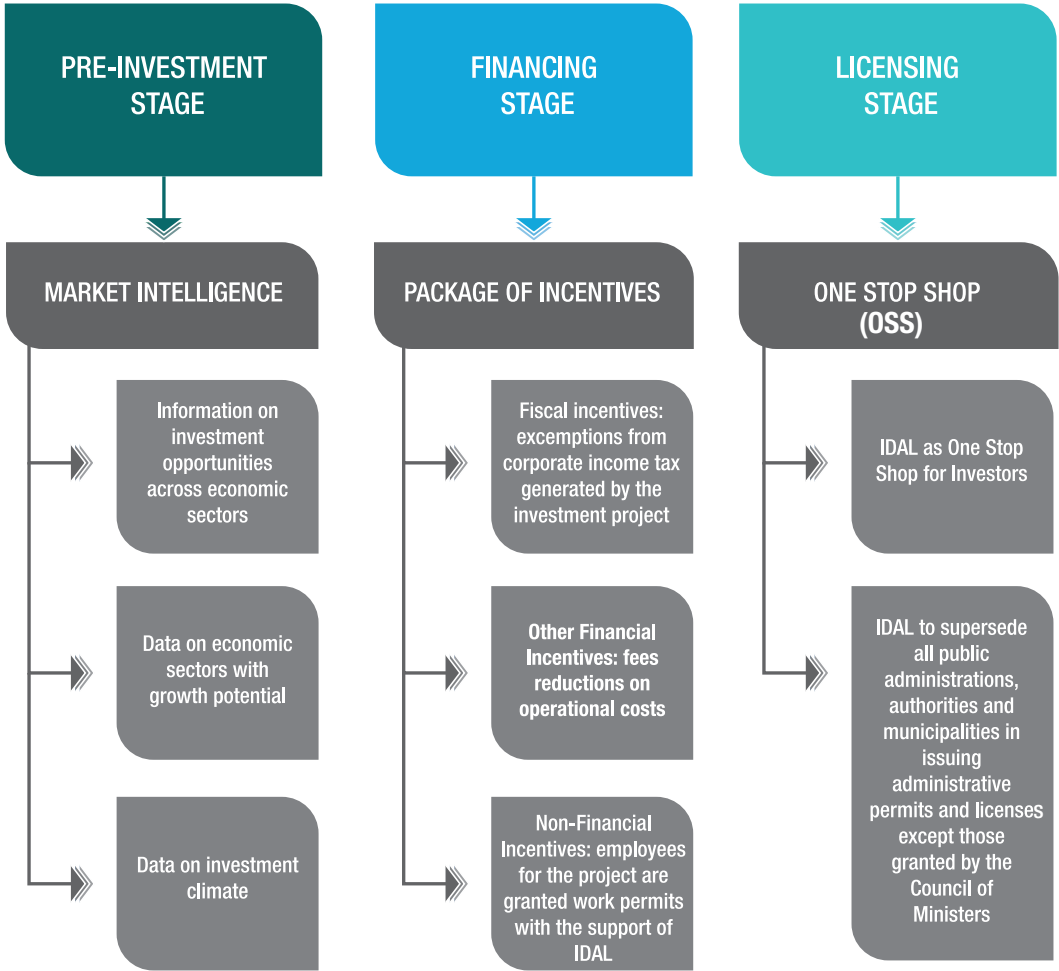 PRE-INVESTMENT
STAGE
MARKET INTELLIGENCE
Information on
investment
opportunities
across economic
sectors
Data on economic
sectors with
growth potential
Data on investment
climate
FINANCING
STAGE
PACKAGE OF INCENTIVES
Fiscal incentives:
excemptions from
corporate income tax
generated by the
investment project
Other Financial
Incentives: fees
reductions on
operational costs
Non-Financial
Incentives: employees
for the project are
granted work permits
with the support of
IDAL
LICENSING
STAGE
ONE STOP SHOP
(OSS)
IDAL as One Stop
Shop for Investors
IDAL to supersede
all public
administrations,
authorities and
municipalities in
issuing
administrative
permits and licenses
except those
granted by the
Council of
Ministers